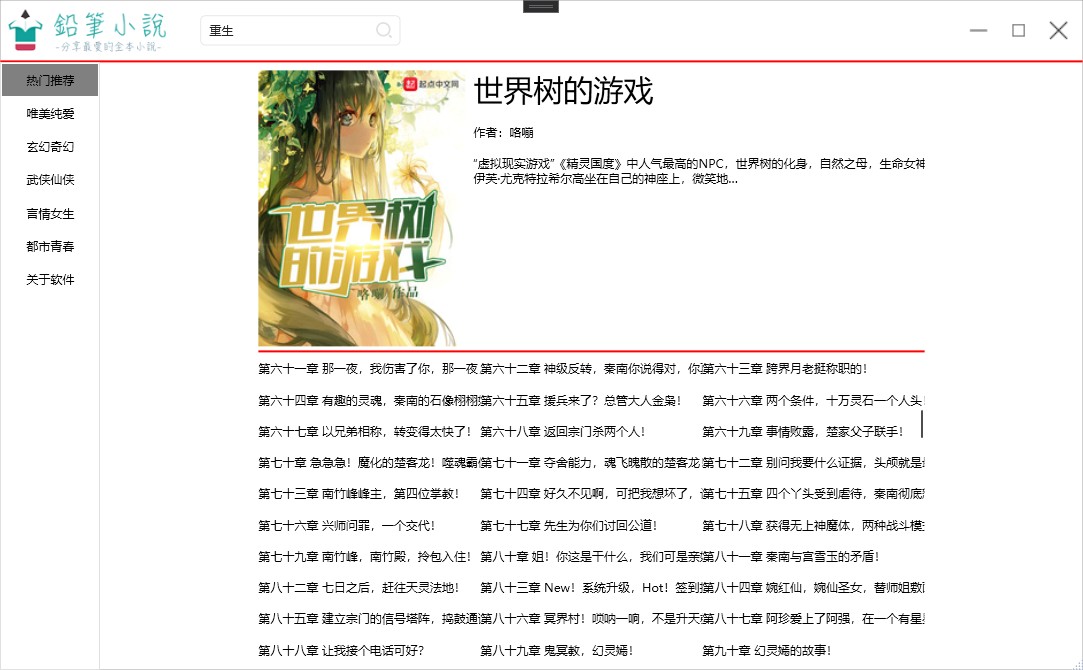 鉛筆小說
-分享最愛的全本小說-
重生
热门推荐
唯美纯爱
玄幻奇幻
武侠仙侠
言情女生
都市青春
关于软件
起 起点中文网
世界树的游戏
咯嘣 作品
世界树的游戏
作者：咯嘣
“虚拟现实游戏”《精灵国度》中人气最高的NPC，世界树的化身，自然之母，生命女神
伊芙·尤克特拉希尔高坐在自己的神座上，微笑地...
第六十一章 那一夜，我伤害了你，那一夜 第六十二章 神级反转，秦南你说得对，你 第六十三章 跨界月老挺称职的！
第六十四章 有趣的灵魂，秦南的石像栩栩 第六十五章 援兵来了？总管大人金枭！ 第六十六章 两个条件，十万灵石一个人头！
第六十七章 以兄弟相称，转变得太快了！ 第六十八章 返回宗门杀两个人！ 第六十九章 事情败露，楚家父子联手！
第七十章 急急急！魔化的楚客龙！噬魂霸 第七十一章 夺舍能力，魂飞魄散的楚客龙 第七十二章 别问我要什么证据，头颅就是
第七十三章 南竹峰峰主，第四位掌教！ 第七十四章 好久不见啊，可把我想坏了， 第七十五章 四个丫头受到虐待，秦南彻底
第七十六章 兴师问罪，一个交代！ 第七十七章 先生为你们讨回公道！ 第七十八章 获得无上神魔体，两种战斗模
第七十九章 南竹峰，南竹殿，拎包入住！ 第八十章 姐！你这是干什么，我们可是亲 第八十一章 秦南与宫雪玉的矛盾！
第八十二章 七日之后，赶往天灵法地！ 第八十三章 New！系统升级，Hot！签到 第八十四章 婉红仙，婉仙圣女，替师姐敷
第八十五章 建立宗门的信号塔阵，捣鼓通 第八十六章 冥界村！唢呐一响，不是升天 第八十七章 阿珍爱上了阿强，在一个有星
第八十八章 让我接个电话可好？ 第八十九章 鬼冥教，幻灵嫣！ 第九十章 幻灵嫣的故事！